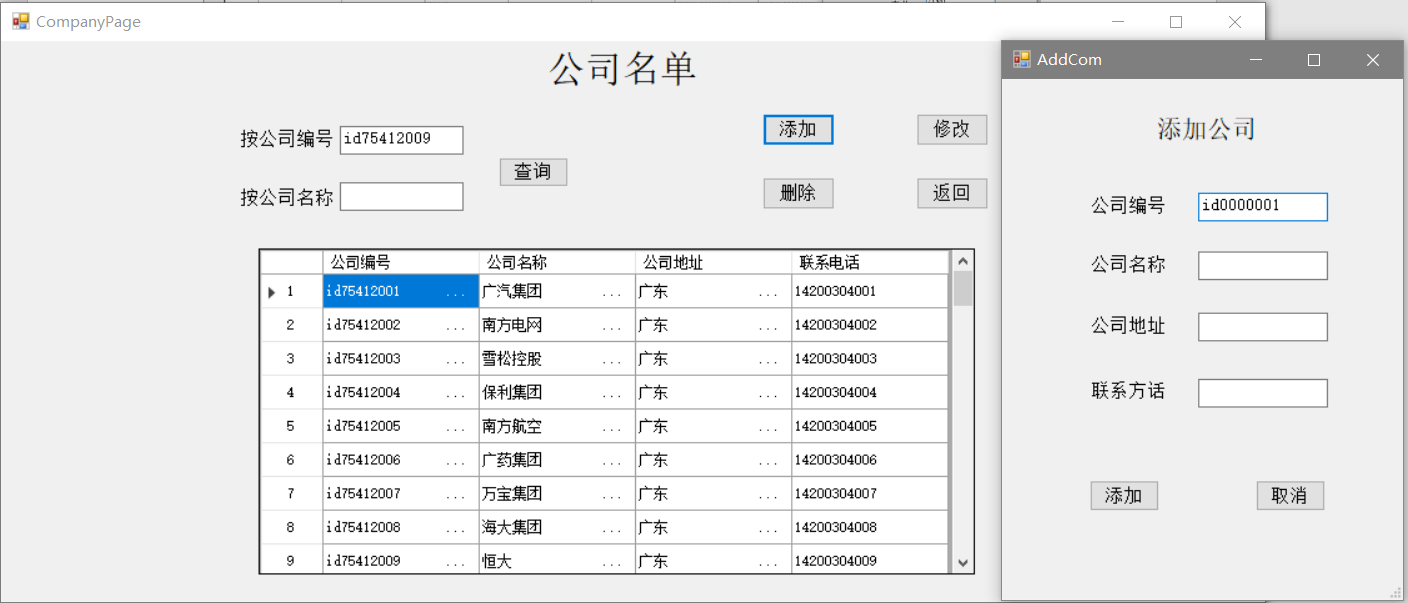 CompanyPage
公司名单
按公司编号 id75412009
按公司名称
查询
添加 修改
删除 返回
公司编号 公司名称 公司地址 联系电话
1 id75412001 ... 广汽集团 ... 广东 ... 14200304001
2 id75412002 ... 南方电网 ... 广东 ... 14200304002
3 id75412003 ... 雪松控股 ... 广东 ... 14200304003
4 id75412004 ... 保利集团 ... 广东 ... 14200304004
5 id75412005 ... 南方航空 ... 广东 ... 14200304005
6 id75412006 ... 广药集团 ... 广东 ... 14200304006
7 id75412007 ... 万宝集团 ... 广东 ... 14200304007
8 id75412008 ... 海大集团 ... 广东 ... 14200304008
9 id75412009 ... 恒大 ... 广东 ... 14200304009
AddCom
添加公司
公司编号 id0000001
公司名称
公司地址
联系方话
添加 取消